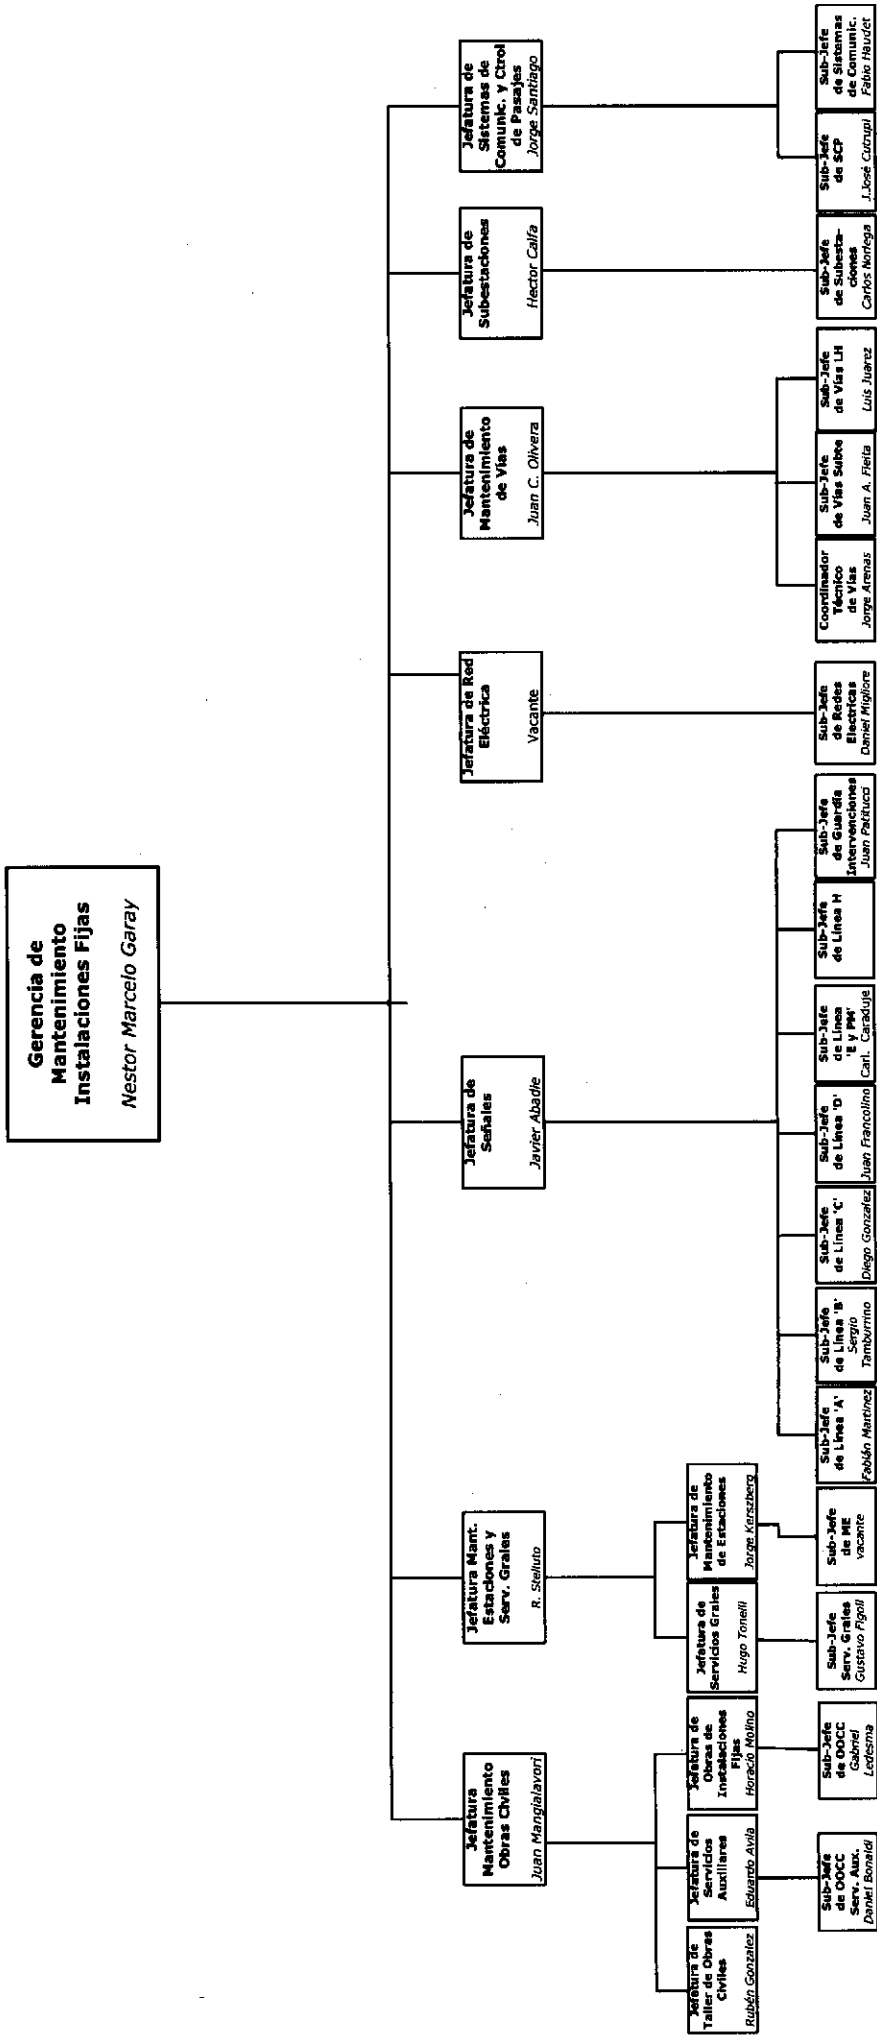 Gerencia de
Mantenimiento
Instalaciones Fijas
Nestor Marcelo Garay
Jefatura
Mantenimiento
Obras Civiles
Juan Mangialavori
Jefatura Mant.
Estaciones y
Serv. Grales
R. Stelluto
Jefatura de
Señales
Javier Abadie
Jefatura de Red
Eléctrica
Vacante
Jefatura de
Mantenimiento
de Vías
Juan C. Olivera
Jefatura de
Subestaciones
Hector Calfa
Jefatura de
Sistemas de
Comunic. y Ctrol
de Pasajes
Jorge Santiago
Jefatura de
Taller de Obras
Civiles
Rubén Gonzalez
Jefatura de
Servicios
Auxiliares
Eduardo Avila
Jefatura de
Obras de
Instalaciones
Fijas
Horacio Molino
Jefatura de
Servicios Grales
Hugo Tonelli
Jefatura de
Mantenimiento
de Estaciones
Jorge Kerszberg
Sub-Jefe
de OOCC
Serv. Aux.
Daniel Bonaldi
Sub-Jefe
de OOCC
Gabriel
Ledesma
Sub-Jefe
Serv. Grales
Gustavo Figoli
Sub-Jefe
de ME
vacante
Sub-Jefe
de Línea 'A'
Fabián Martinez
Sub-Jefe
de Línea 'B'
Sergio
Tamburrino
Sub-Jefe
de Línea 'C'
Diego Gonzalez
Sub-Jefe
de Línea 'D'
Juan Francolino
Sub-Jefe
de Línea
'E y PM'
Carl. Caraduje
Sub-Jefe
de Línea H
Sub-Jefe
de Guardia
Intervenciones
Juan Patitucci
Sub-Jefe
de Redes
Electricas
Daniel Migliore
Coordinador
Técnico
de Vías
Jorge Arenas
Sub-Jefe
de Vías Subte
Juan A. Fieita
Sub-Jefe
de Vías LH
Luis Juarez
Sub-Jefe
de Subesta-
ciones
Carlos Noriega
Sub-Jefe
de SCP
J.José Cutrupi
Sub-Jefe
de Sistemas
de Comunic.
Fabio Haudet